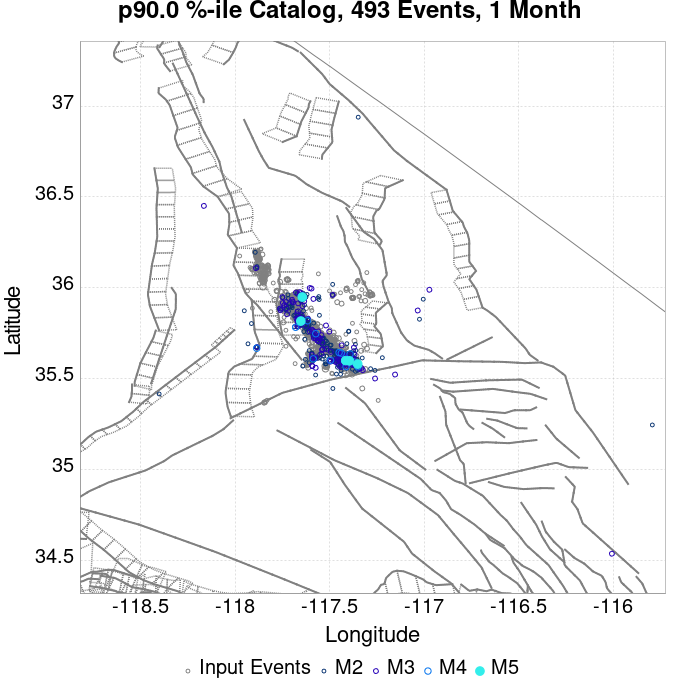 p90.0 %-ile Catalog, 493 Events, 1 Month
Latitude
37
36.5
36
35.5
35
34.5
-118.5 -118 -117.5 -117 -116.5 -116
Longitude
Input Events M2 M3 M4 M5